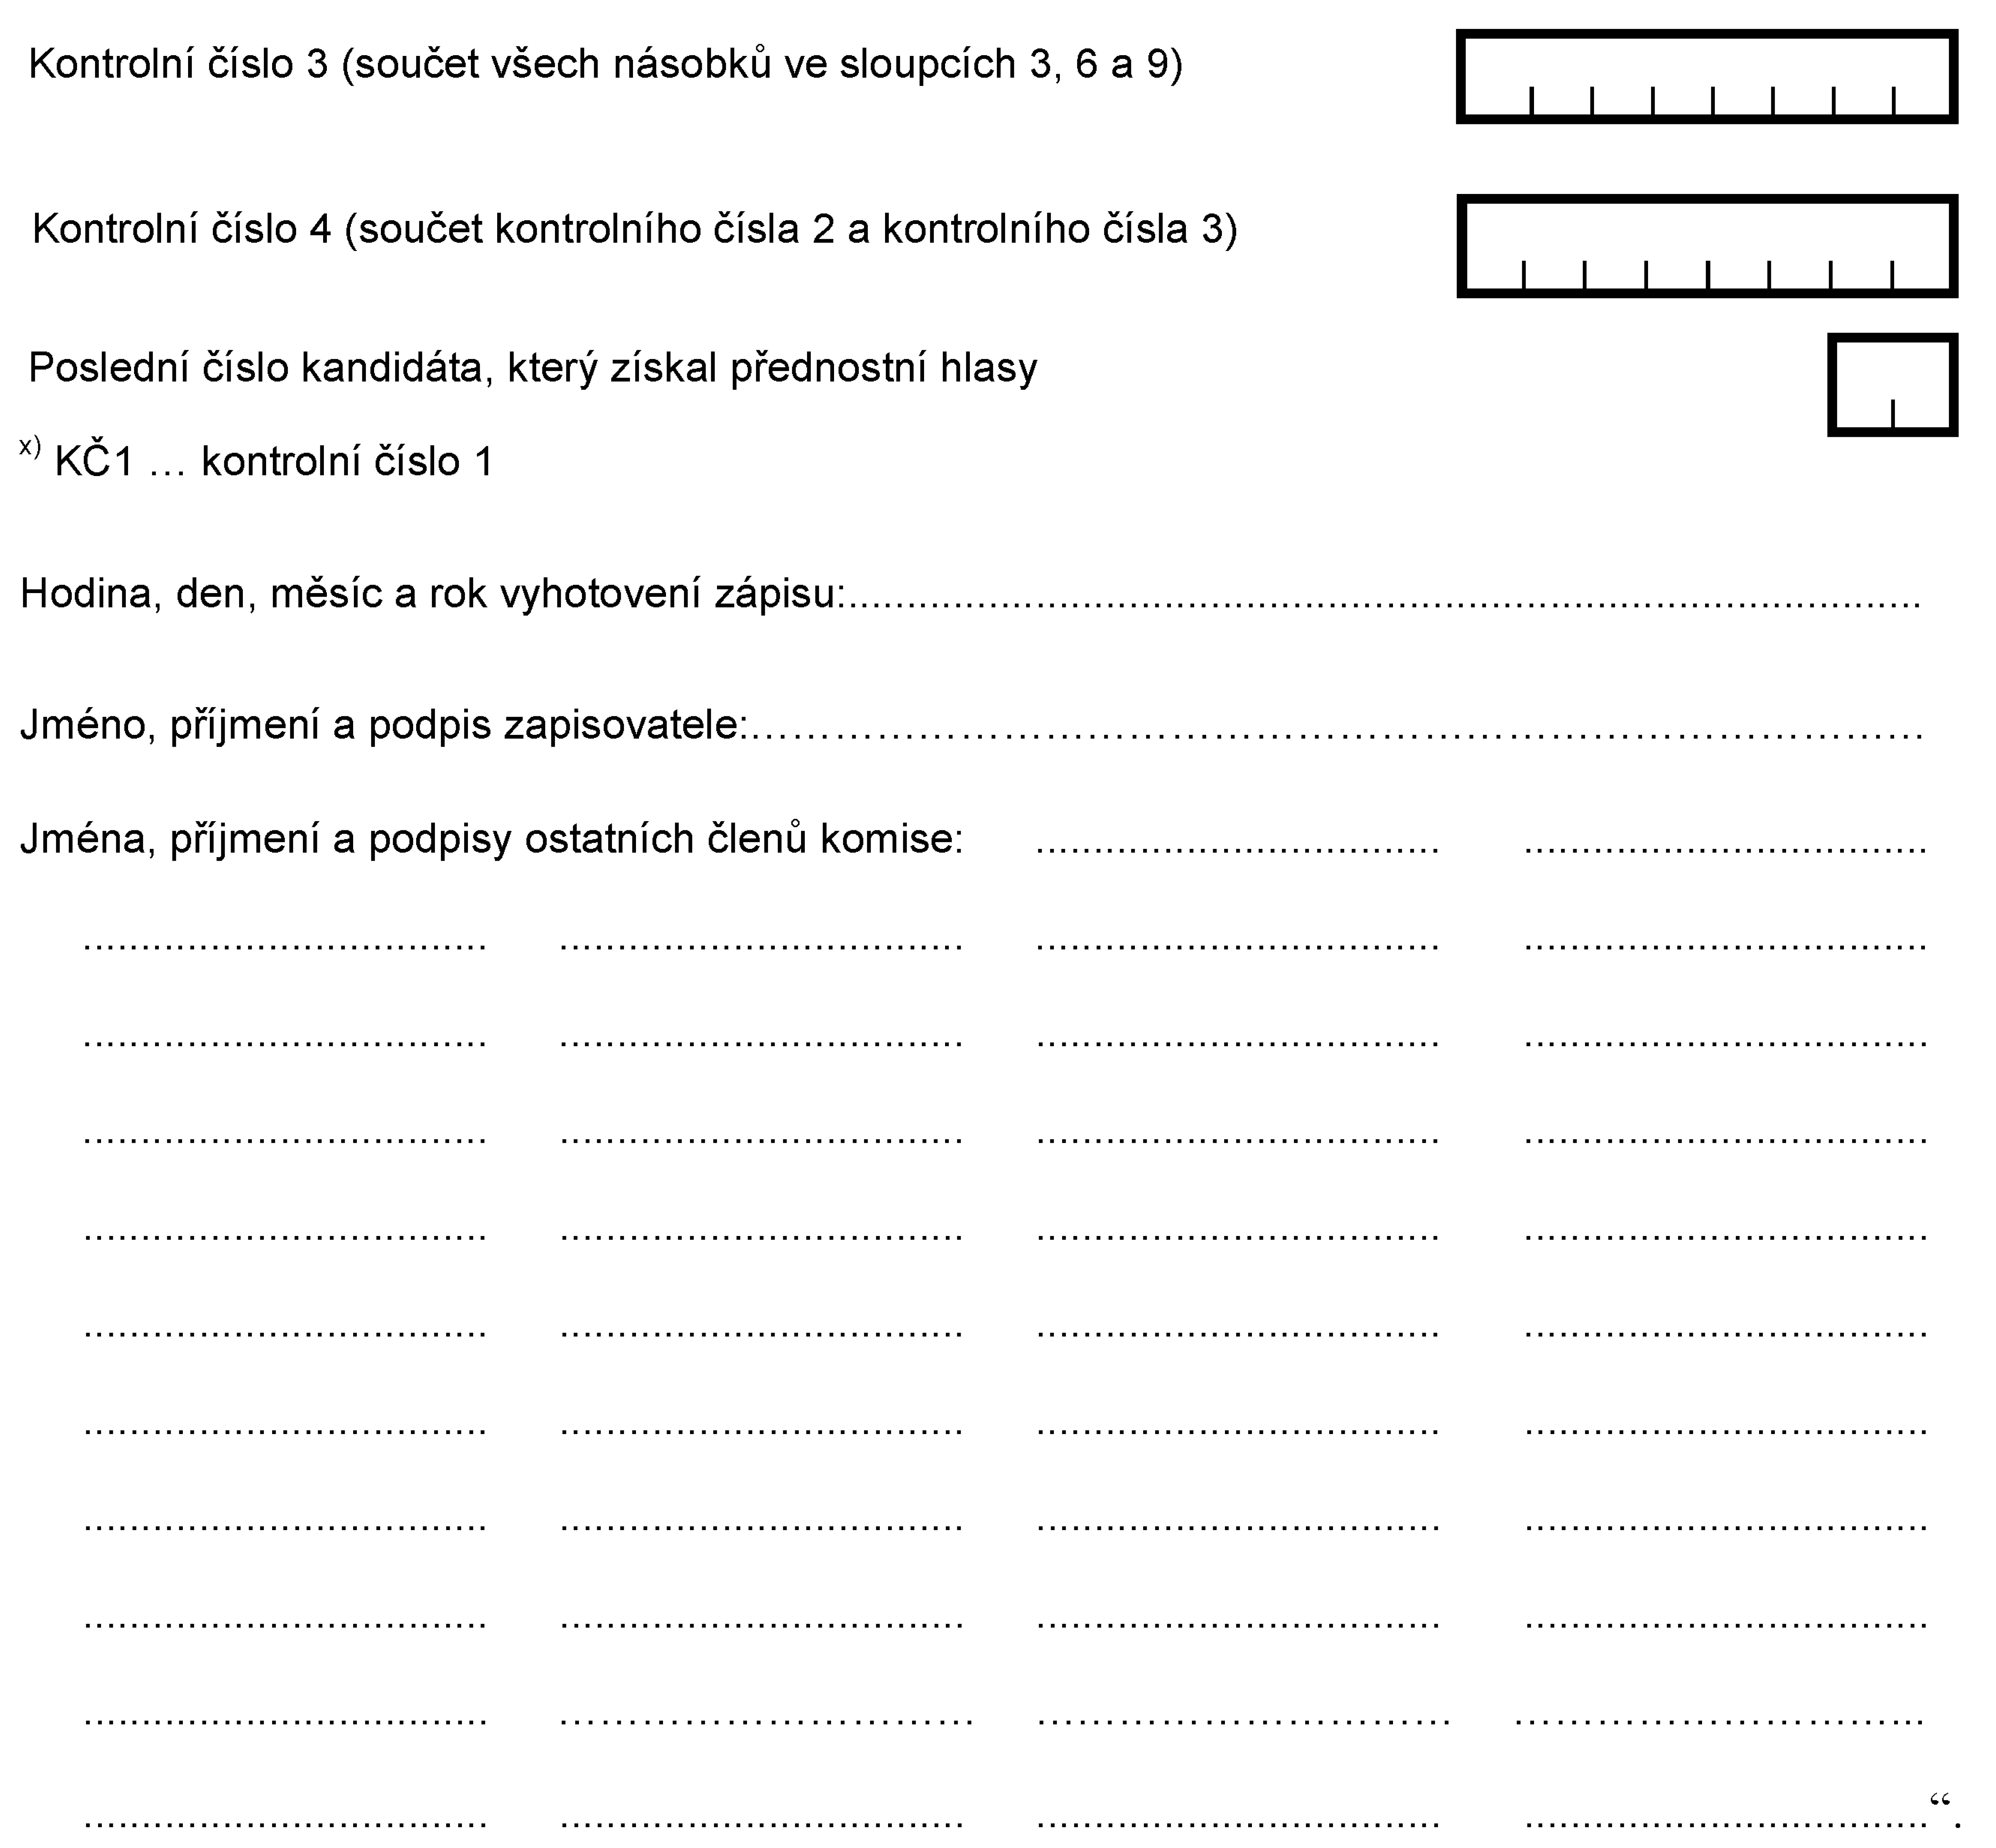 Kontrolní číslo 3 (součet všech násobků ve sloupcích 3, 6 a 9)
Kontrolní číslo 4 (součet kontrolního čísla 2 a kontrolního čísla 3)
Poslední číslo kandidáta, který získal přednostní hlasy
x) KČ1 … kontrolní číslo 1
Hodina, den, měsíc a rok vyhotovení zápisu:...........................................................................................
Jméno, příjmení a podpis zapisovatele:…………………………………………………………………………
Jména, příjmení a podpisy ostatních členů komise: ................................... ...................................
................................... ................................... ................................... ...................................
................................... ................................... ................................... ...................................
................................... ................................... ................................... ...................................
................................... ................................... ................................... ...................................
................................... ................................... ................................... ...................................
................................... ................................... ................................... ...................................
................................... ................................... ................................... ...................................
................................... ................................... ................................... ...................................
................................... ………………………… ………………………… …………………………
................................... ................................... ................................... ...................................“.